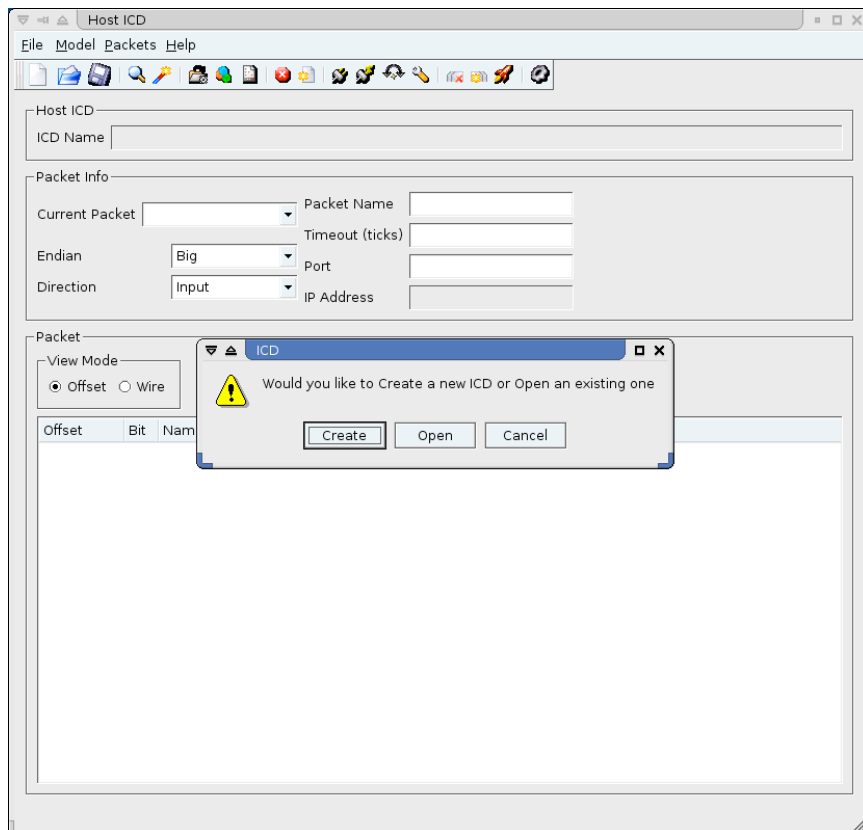 Host ICD
File Model Packets Help
Host ICD
ICD Name
Packet Info
Current Packet
Packet Name
Timeout (ticks)
Endian Big
Port
Direction Input
IP Address
Packet
View Mode
Offset Wire
ICD
Would you like to Create a new ICD or Open an existing one
Create Open Cancel
Offset Bit Nam